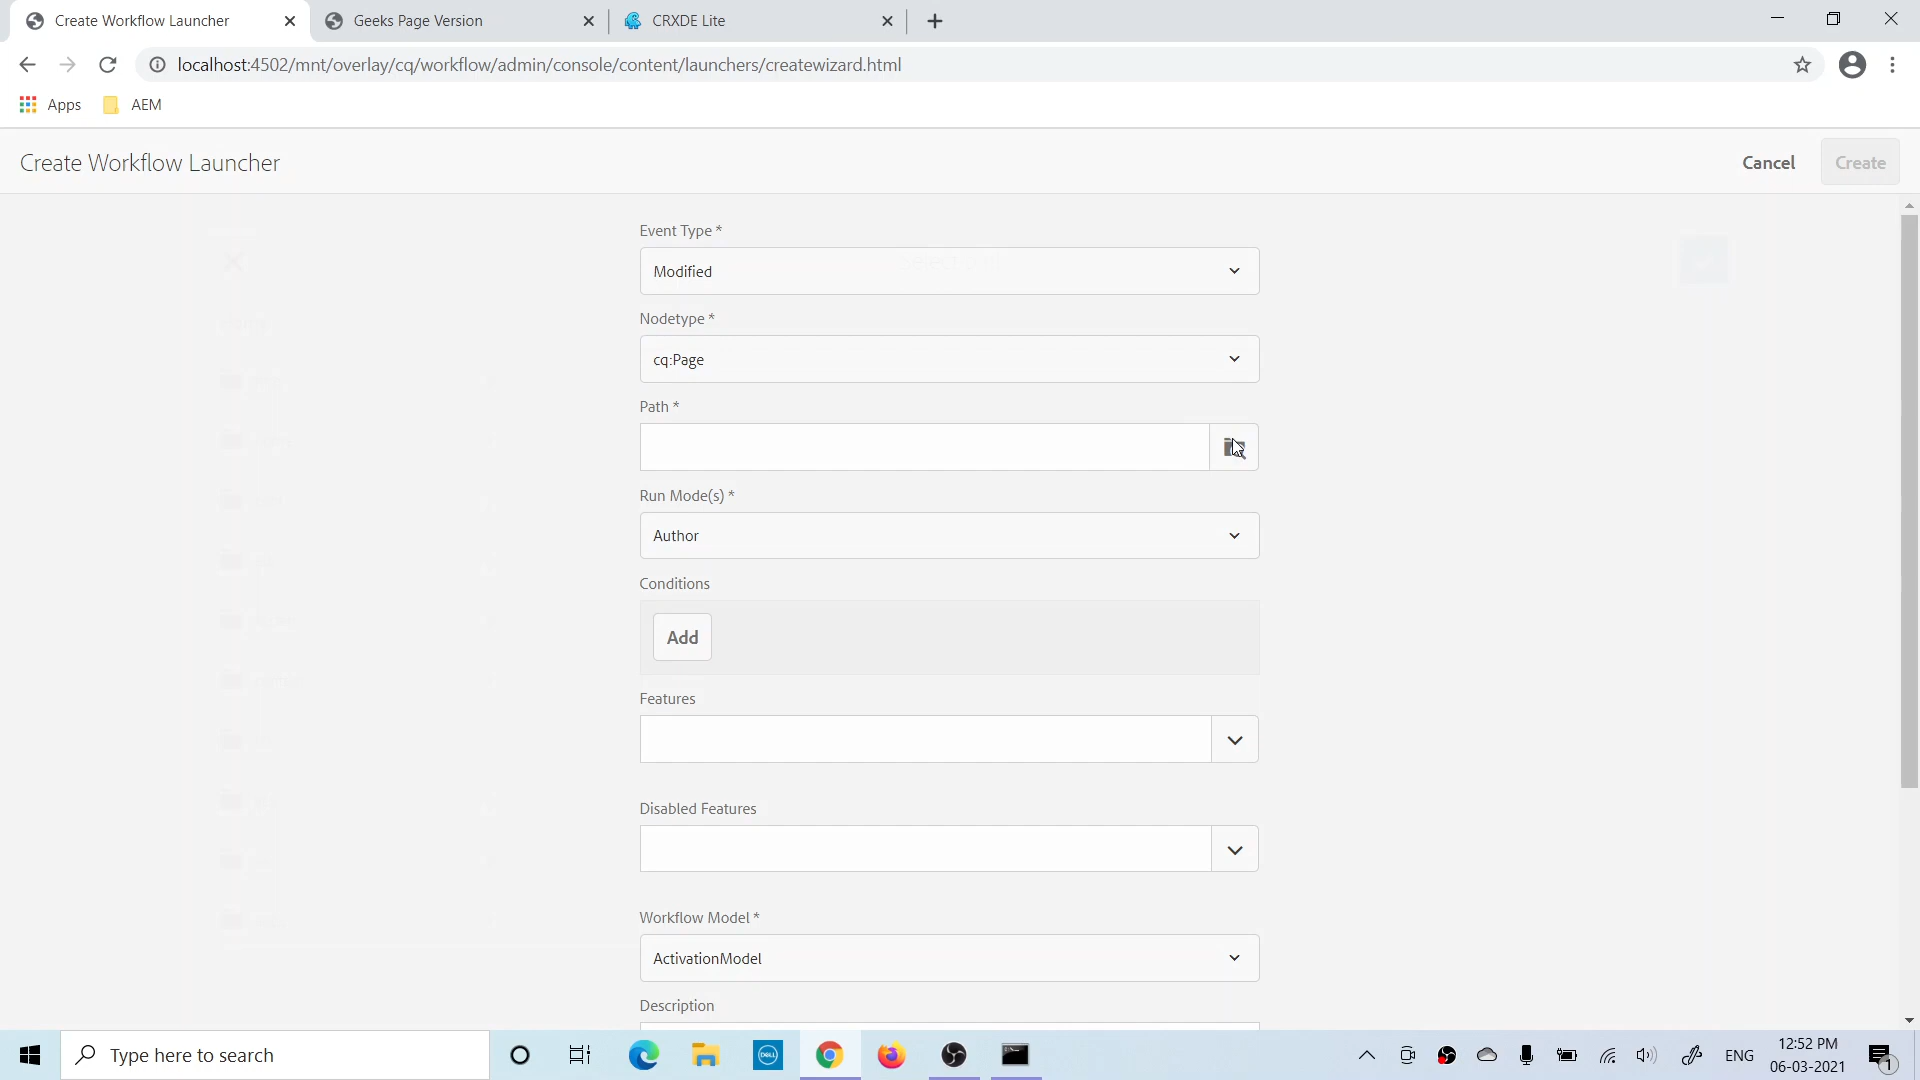 Create Workflow Launcher
Geeks Page Version
CRXDE Lite
localhost:4502/mnt/overlay/cq/workflow/admin/console/content/launchers/createwizard.html
Apps
AEM
Create Workflow Launcher
Cancel
Create
Event Type *
Modified
Nodetype *
cq:Page
Path *
Run Mode(s) *
Author
Conditions
Add
Features
Disabled Features
Workflow Model *
ActivationModel
Description
Type here to search
DELL
ENG
12:52 PM
06-03-2021
1